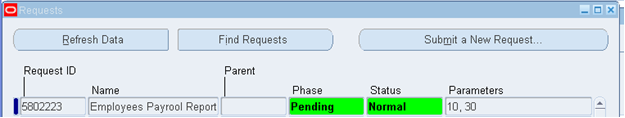 Requests
Refresh Data Find Requests Submit a New Request...
Request ID Parent
Name Phase Status Parameters
5802223 Employees Payrool Report Pending Normal 10, 30